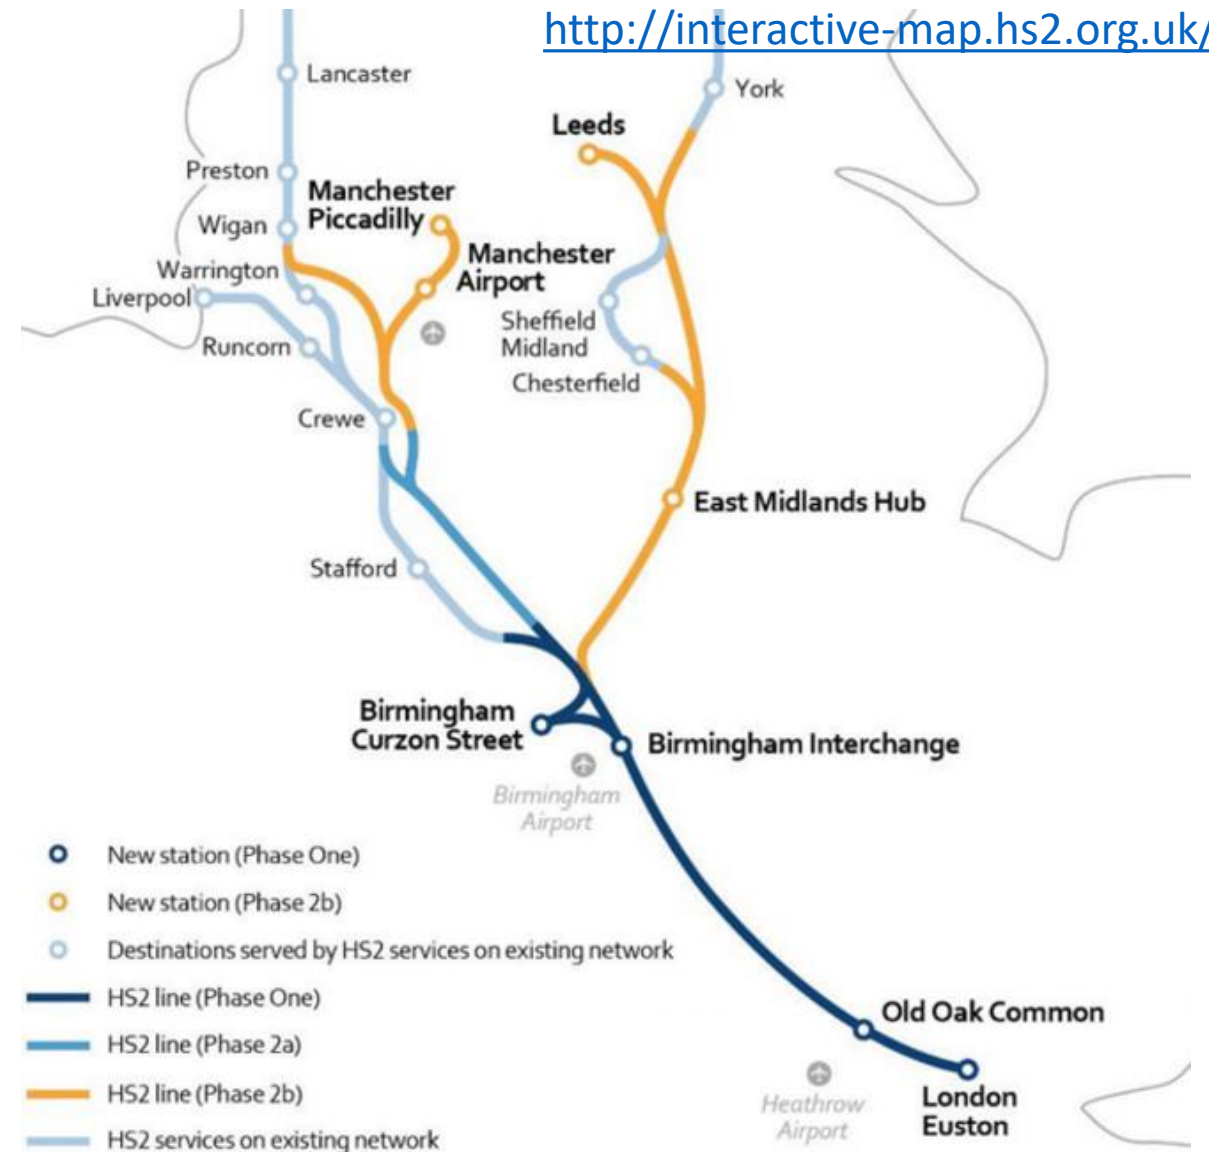 http://interactive-map.hs2.org.uk/
Lancaster
York
Leeds
Preston
Manchester
Piccadilly
Wigan
Manchester
Airport
Warrington
Liverpool
Sheffield
Midland
Runcorn
Chesterfield
Crewe
East Midlands Hub
Stafford
Birmingham
Curzon Street
Birmingham Interchange
Birmingham
Airport
New station (Phase One)
New station (Phase 2b)
Destinations served by HS2 services on existing network
HS2 line (Phase One)
Old Oak Common
HS2 line (Phase 2a)
HS2 line (Phase 2b)
London
Euston
Heathrow
Airport
HS2 services on existing network